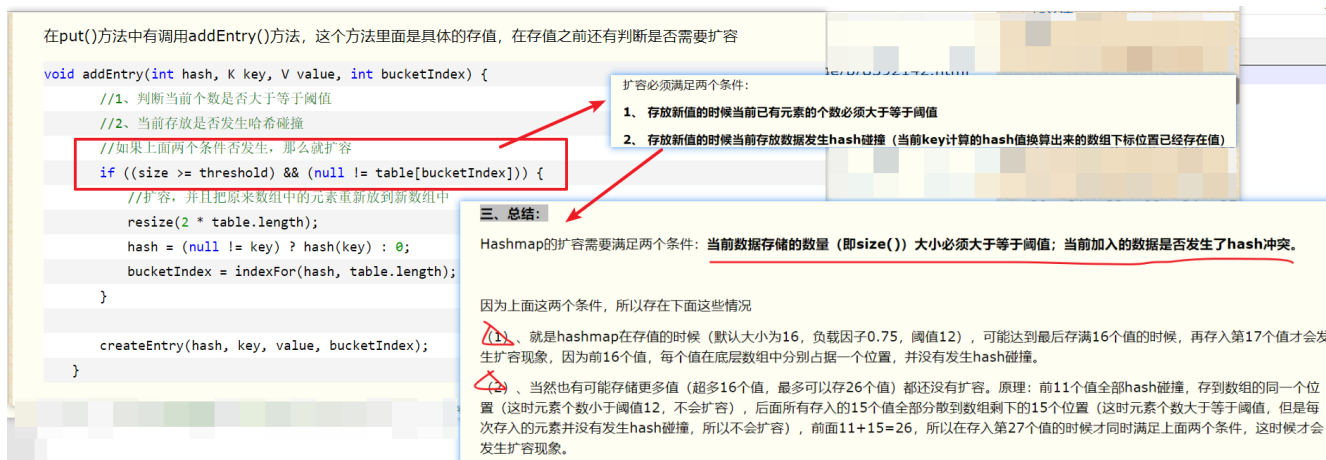 在put()方法中有调用addEntry()方法，这个方法里面是具体的存值，在存值之前还有判断是否需要扩容
void addEntry(int hash, K key, V value, int bucketIndex) {
//1、判断当前个数是否大于等于阈值
//2、当前存放是否发生哈希碰撞
//如果上面两个条件否发生，那么就扩容
if ((size >= threshold) && (null != table[bucketIndex])) {
//扩容，并且把原来数组中的元素重新放到新数组中
resize(2 * table.length);
hash = (null != key) ? hash(key) : 0;
bucketIndex = indexFor(hash, table.length);
}
createEntry(hash, key, value, bucketIndex);
}
扩容必须满足两个条件：
1、 存放新值的时候当前已有元素的个数必须大于等于阈值
2、 存放新值的时候当前存放数据发生hash碰撞（当前key计算的hash值换算出来的数组下标位置已经存在值）
三、总结：
Hashmap的扩容需要满足两个条件：当前数据存储的数量（即size()）大小必须大于等于阈值；当前加入的数据是否发生了hash冲突。
因为上面这两个条件，所以存在下面这些情况
（1）、就是hashmap在存值的时候（默认大小为16，负载因子0.75，阈值12），可能达到最后存满16个值的时候，再存入第17个值才会发
生扩容现象，因为前16个值，每个值在底层数组中分别占据一个位置，并没有发生hash碰撞。
（2）、当然也有可能存储更多值（超多16个值，最多可以存26个值）都还没有扩容。原理：前11个值全部hash碰撞，存到数组的同一个位
置（这时元素个数小于阈值12，不会扩容），后面所有存入的15个值全部分散到数组剩下的15个位置（这时元素个数大于等于阈值，但是每
次存入的元素并没有发生hash碰撞，所以不会扩容），前面11+15=26，所以在存入第27个值的时候才同时满足上面两个条件，这时候才会
发生扩容现象。